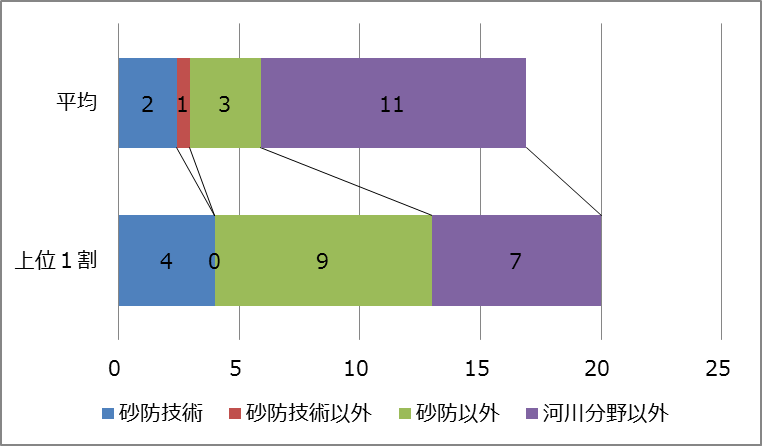 平均 2 1 3 11
上位１割 4 0 9 7
0 5 10 15 20 25
砂防技術 砂防技術以外 砂防以外 河川分野以外